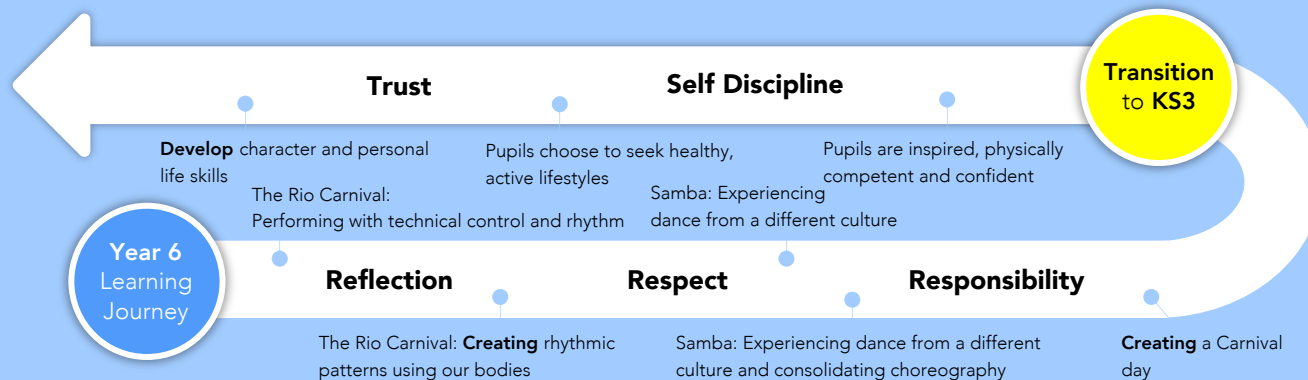 Trust
Self Discipline
Transition
to KS3
Develop character and personal
life skills
Pupils choose to seek healthy,
active lifestyles
Pupils are inspired, physically
competent and confident
The Rio Carnival:
Performing with technical control and rhythm
Samba: Experiencing
dance from a different culture
Year 6
Learning
Journey
Reflection
Respect
Responsibility
The Rio Carnival: Creating rhythmic
patterns using our bodies
Samba: Experiencing dance from a different
culture and consolidating choreography
Creating a Carnival
day